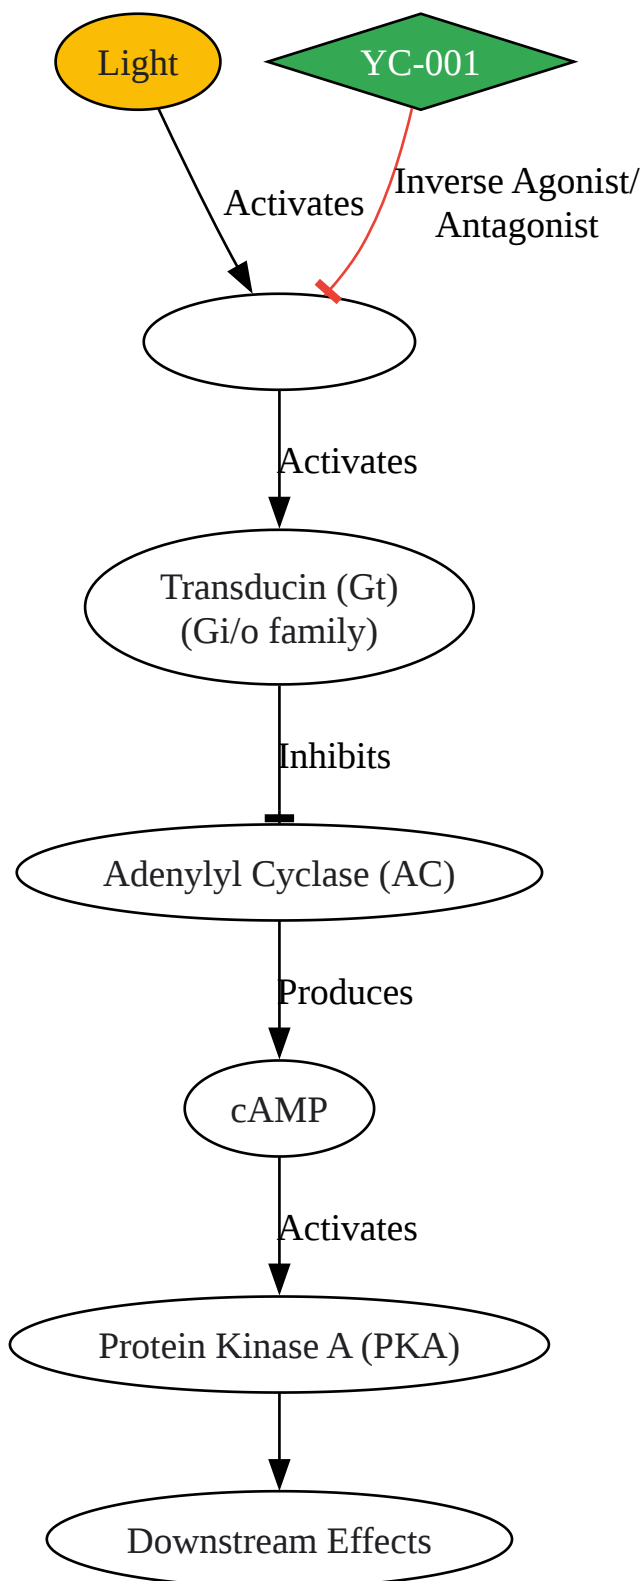 Light
YC-001
Activates
Inverse Agonist/
Antagonist
Activates
Transducin (Gt)
(Gi/o family)
Inhibits
Adenylyl Cyclase (AC)
Produces
cAMP
Activates
Protein Kinase A (PKA)
Downstream Effects